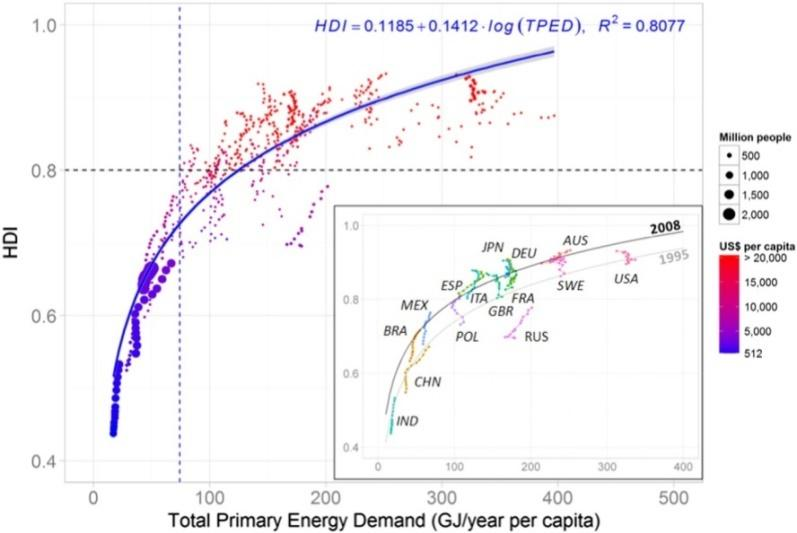 HDI = 0.1185+0.1412·log(TPED), R² = 0.8077
1.0
0.8
0.6
0.4
HDI
0
100
200
300
400
500
Total Primary Energy Demand (GJ/year per capita)
1.0
0.8
0.6
0.4
0
100
200
300
400
2008
1995
JPN
DEU
AUS
ESP
ITA
FRA
SWE
USA
GBR
MEX
BRA
POL
RUS
CHN
IND
Million people
500
1,000
1,500
2,000
US$ per capita
> 20,000
15,000
10,000
5,000
512